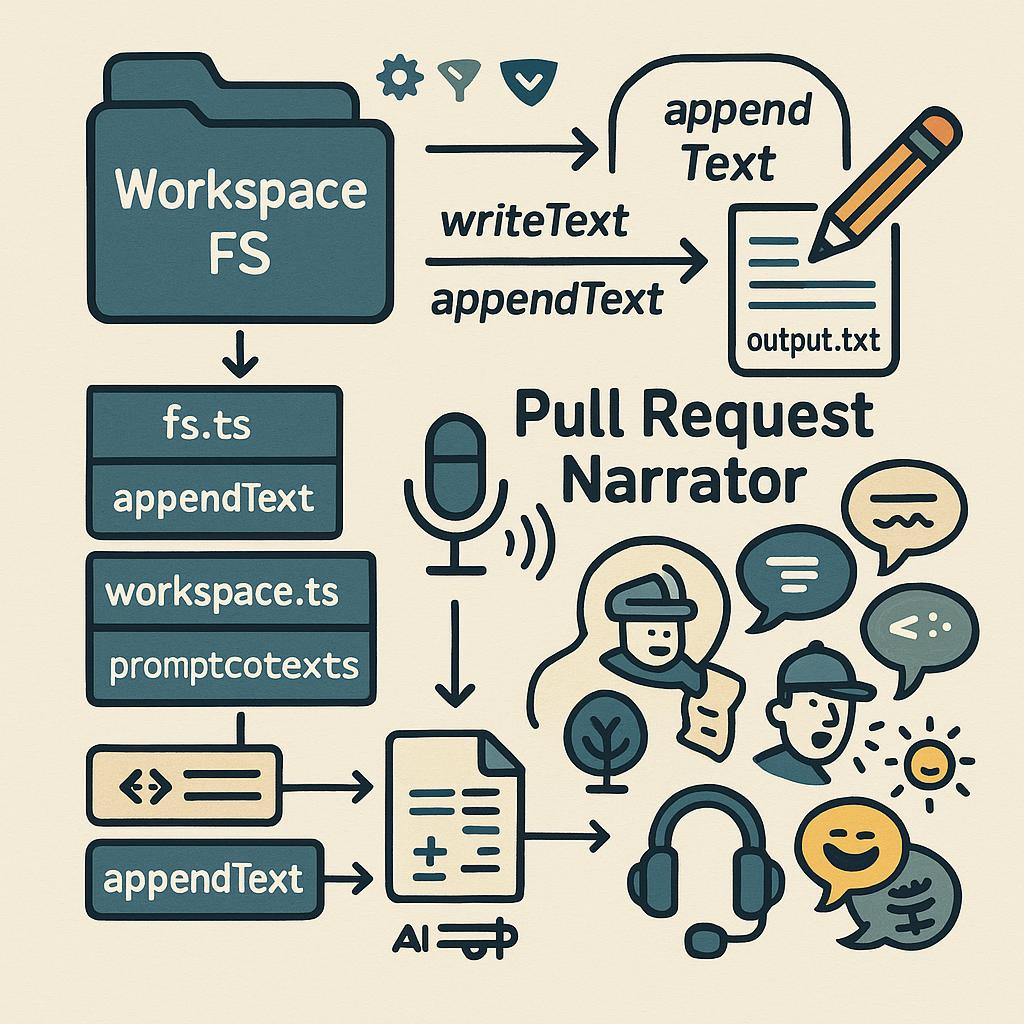 Workspace
FS
append
Text
writeText
appendText
output.txt
fs.ts
appendText
Pull Request
Narrator
workspace.ts
promptcotexts
appendText
AI